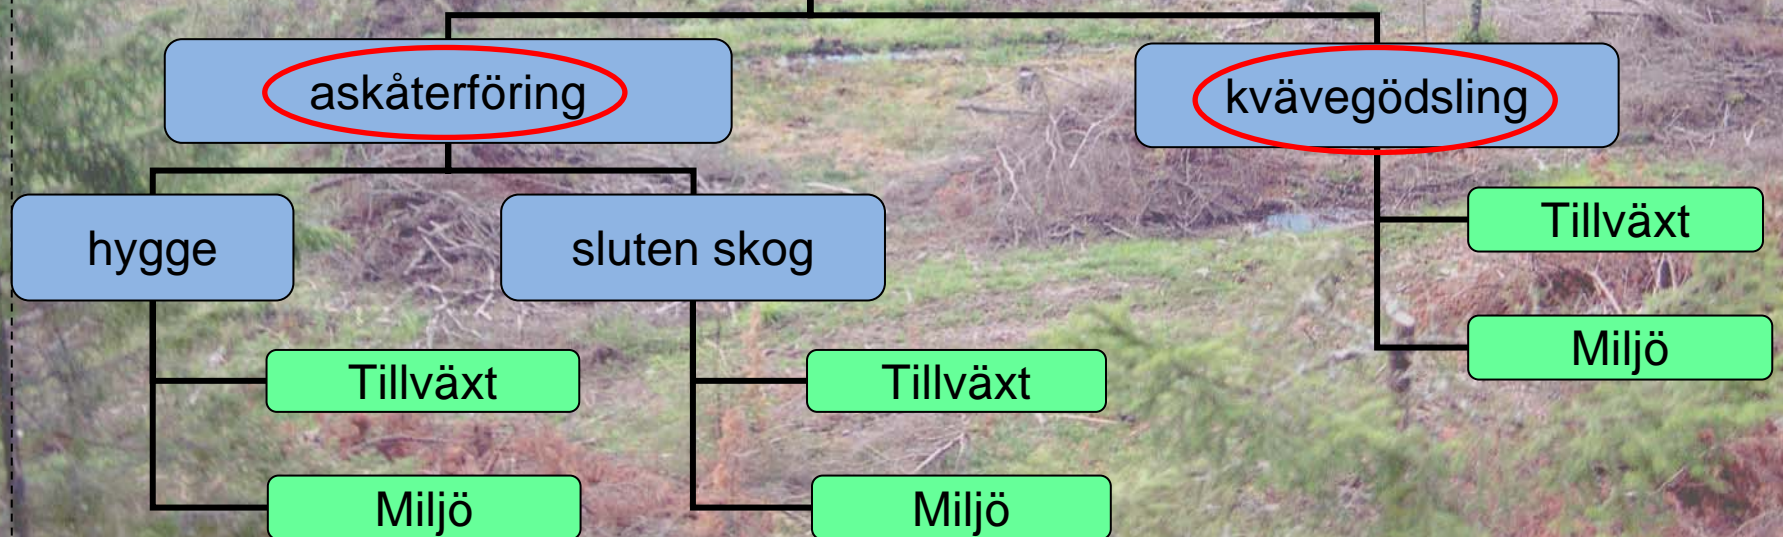 askåterföring
kvävegödsling
hygge
sluten skog
Tillväxt
Miljö
Tillväxt
Miljö
Tillväxt
Miljö